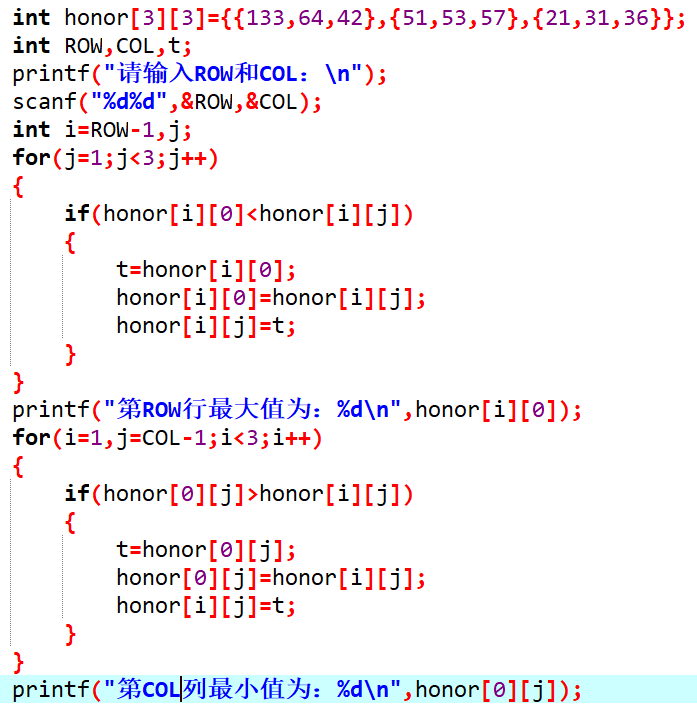 int honor[3][3]={{133,64,42},{51,53,57},{21,31,36}};
int ROW,COL,t;
printf("请输入ROW和COL：\n");
scanf("%d%d",&ROW,&COL);
int i=ROW-1,j;
for(j=1;j<3;j++)
{
    if(honor[i][0]<honor[i][j])
    {
        t=honor[i][0];
        honor[i][0]=honor[i][j];
        honor[i][j]=t;
    }
}
printf("第ROW行最大值为：%d\n",honor[i][0]);
for(i=1,j=COL-1;i<3;i++)
{
    if(honor[0][j]>honor[i][j])
    {
        t=honor[0][j];
        honor[0][j]=honor[i][j];
        honor[i][j]=t;
    }
}
printf("第COL列最小值为：%d\n",honor[0][j]);